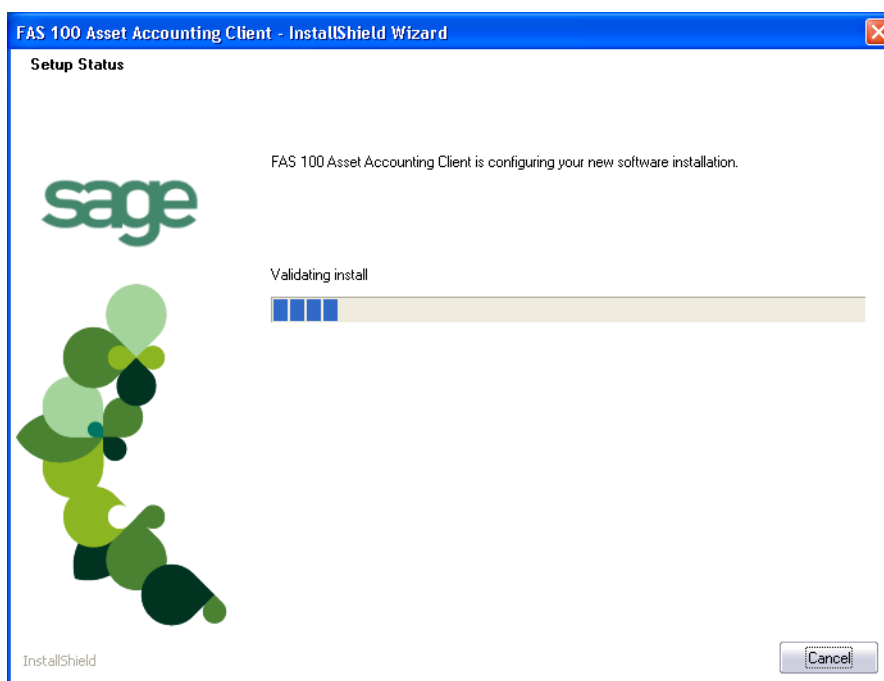 FAS 100 Asset Accounting Client - InstallShield Wizard
Setup Status
FAS 100 Asset Accounting Client is configuring your new software installation.
sage
Validating install
InstallShield
Cancel